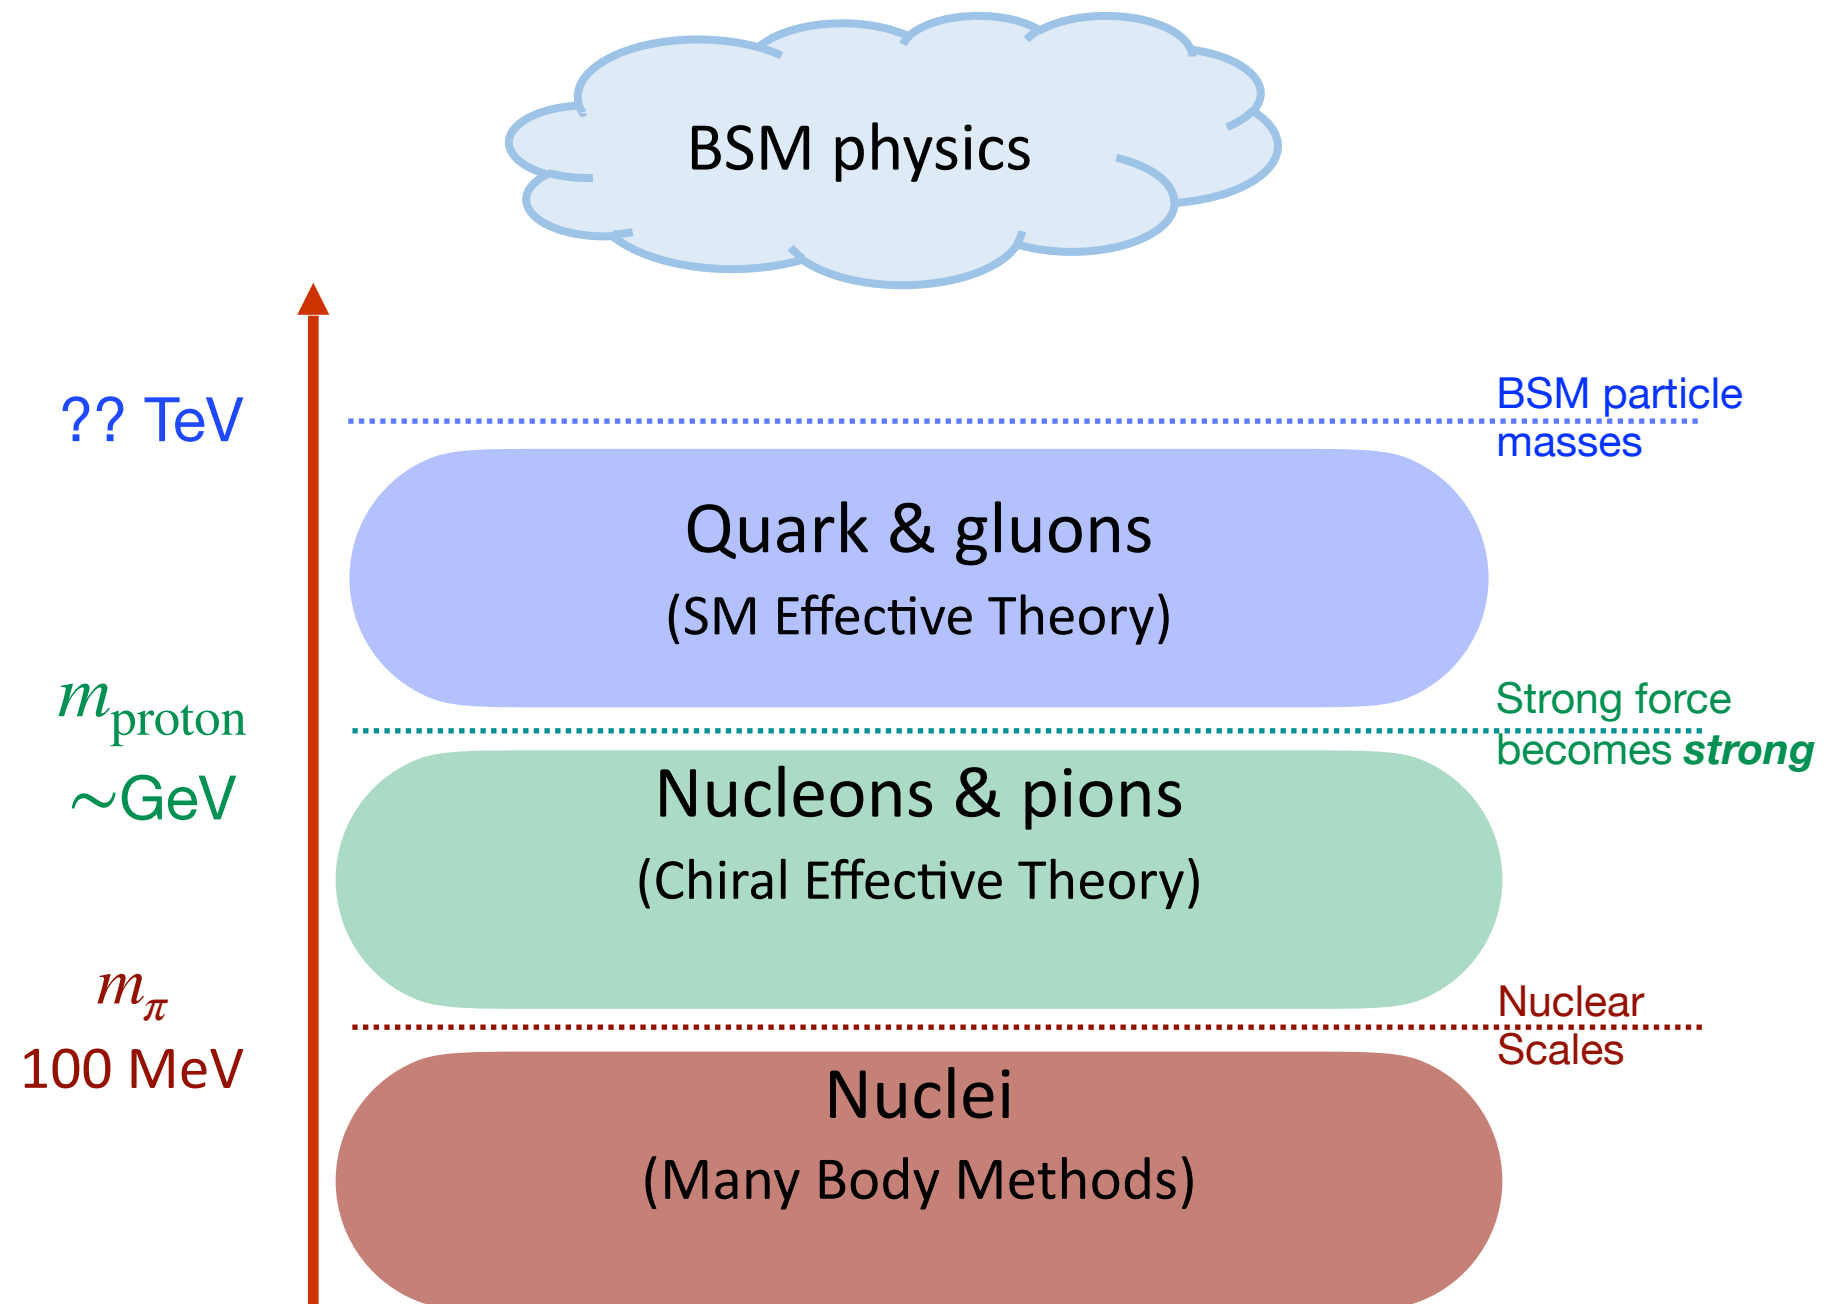 BSM physics
?? TeV
BSM particle
masses
Quark & gluons
(SM Effective Theory)
m_proton
~GeV
Strong force
becomes strong
Nucleons & pions
(Chiral Effective Theory)
m_π
100 MeV
Nuclear
Scales
Nuclei
(Many Body Methods)